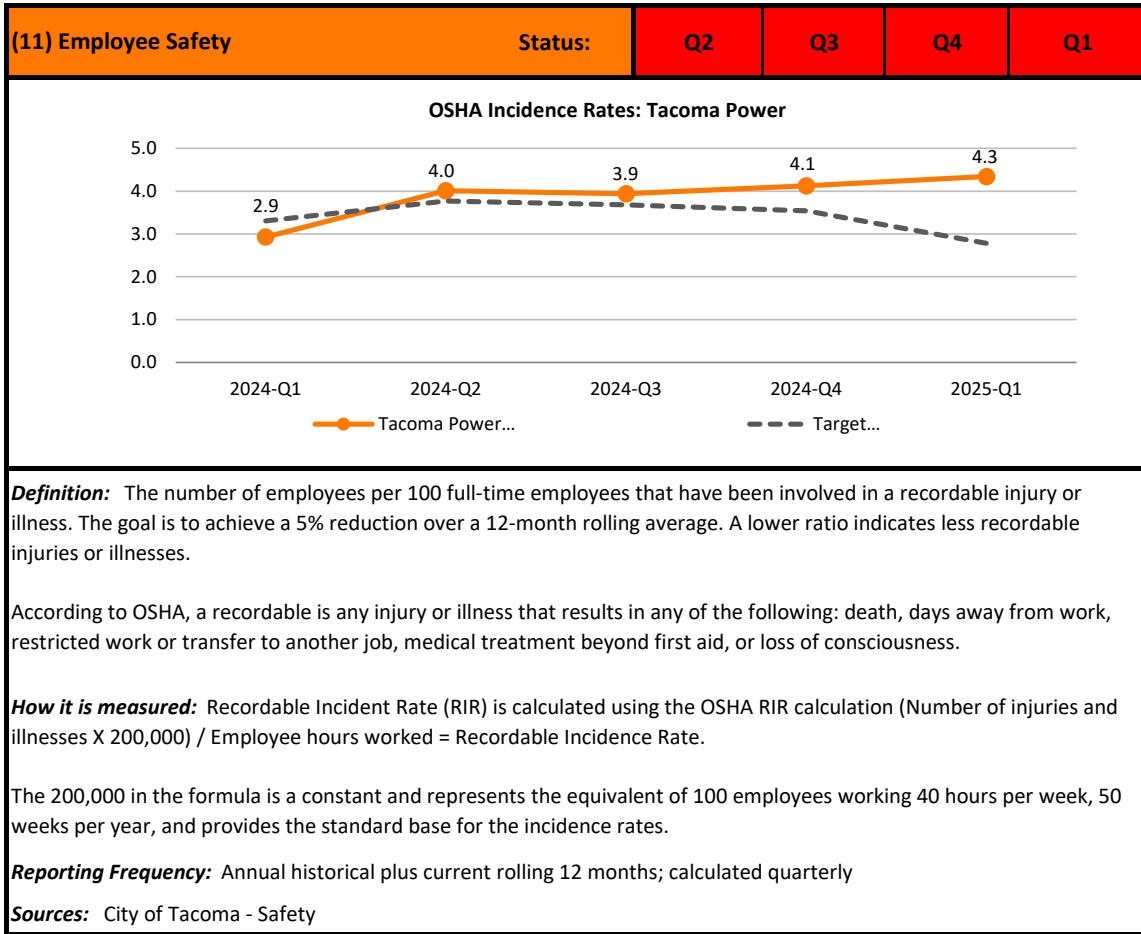 (11) Employee Safety Status: Q2 Q3 Q4 Q1
OSHA Incidence Rates: Tacoma Power
5.0
4.0
3.0
2.0
1.0
0.0
2.9
4.0
3.9
4.1
4.3
2024-Q1 2024-Q2 2024-Q3 2024-Q4 2025-Q1
Tacoma Power... Target...
Definition: The number of employees per 100 full-time employees that have been involved in a recordable injury or
illness. The goal is to achieve a 5% reduction over a 12-month rolling average. A lower ratio indicates less recordable
injuries or illnesses.
According to OSHA, a recordable is any injury or illness that results in any of the following: death, days away from work,
restricted work or transfer to another job, medical treatment beyond first aid, or loss of consciousness.
How it is measured: Recordable Incident Rate (RIR) is calculated using the OSHA RIR calculation (Number of injuries and
illnesses X 200,000) / Employee hours worked = Recordable Incidence Rate.
The 200,000 in the formula is a constant and represents the equivalent of 100 employees working 40 hours per week, 50
weeks per year, and provides the standard base for the incidence rates.
Reporting Frequency: Annual historical plus current rolling 12 months; calculated quarterly
Sources: City of Tacoma - Safety